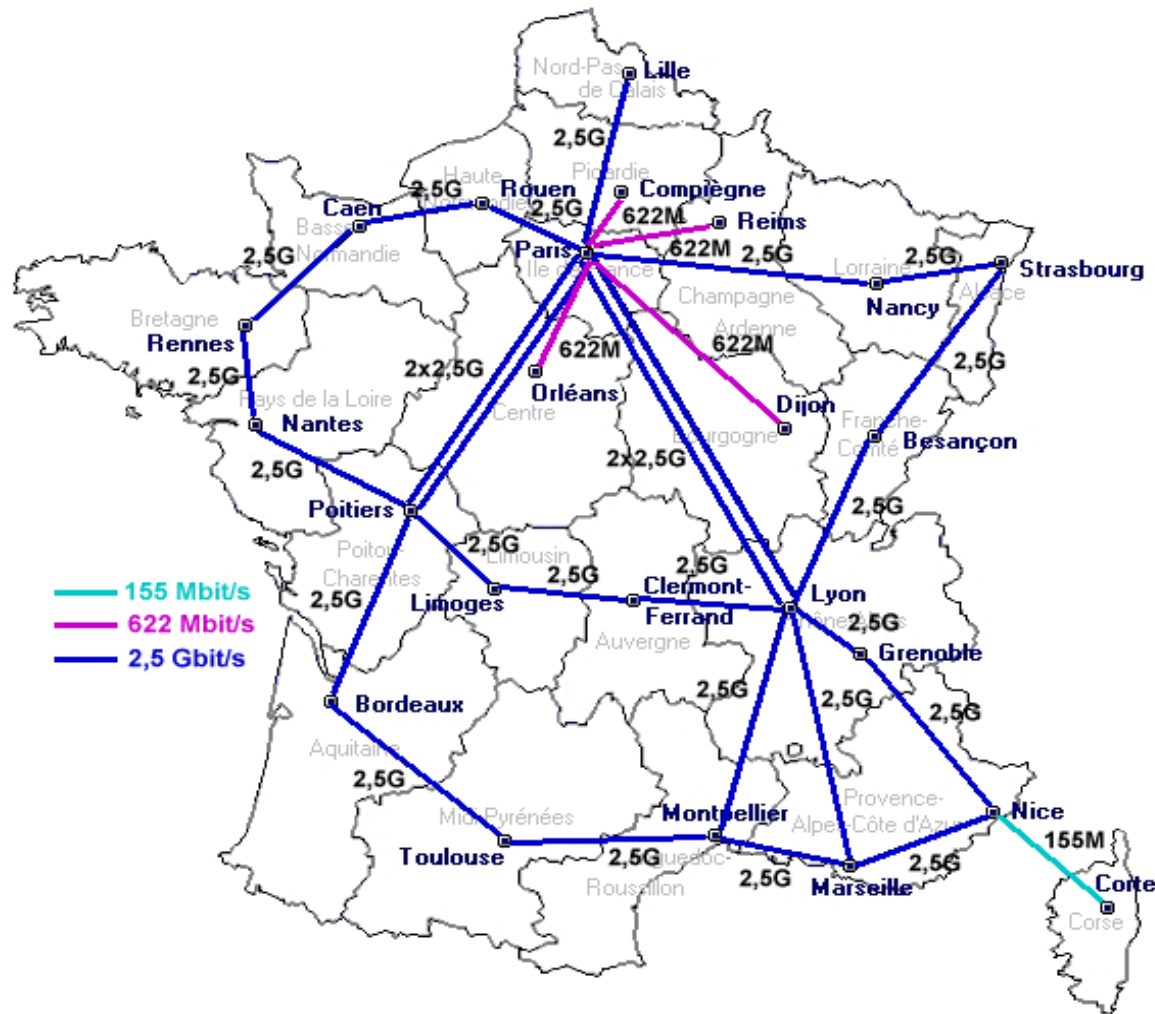 Nord-Pas
de Calais
Lille
2,5G
Picardie
Compiègne
Haute
Normandie
Rouen
2,5G
Caen
2,5G
622M
Reims
622M
Basse
Normandie
2,5G
Paris
Ile de France
2,5G
Lorraine
2,5G
Strasbourg
Nancy
Alsace
Champagne
Ardenne
Bretagne
Rennes
622M
622M
2,5G
2x2,5G
2,5G
Orléans
Pays de la Loire
Centre
Dijon
Nantes
Bourgogne
Franche-
Comté
Besançon
2,5G
2x2,5G
Poitiers
2,5G
2,5G
Poitou-
Charentes
Limousin
2,5G
2,5G
2,5G
Limoges
Clermont-
Ferrand
Lyon
Rhône Alpes
155 Mbit/s
622 Mbit/s
2,5 Gbit/s
Auvergne
2,5G
Grenoble
2,5G
2,5G
2,5G
Bordeaux
Aquitaine
2,5G
Midi-Pyrénées
Toulouse
Montpellier
Provence-
Alpes-Côte d'Azur
Nice
155M
2,5G
guedoc-
Roussillon
2,5G
Marseille
2,5G
Corte
Corse